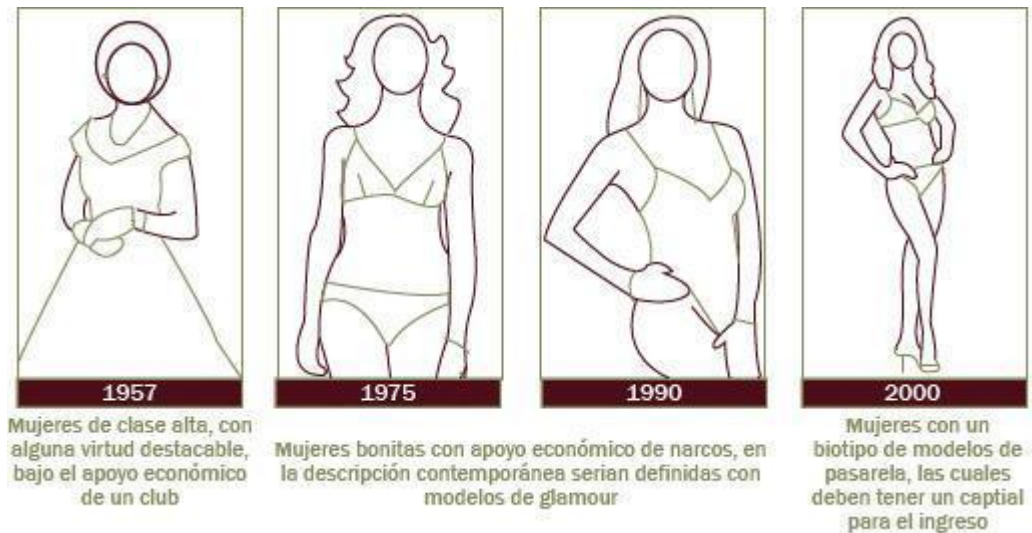 1957
Mujeres de clase alta, con
alguna virtud destacable,
bajo el apoyo económico
de un club
1975
1990
Mujeres bonitas con apoyo económico de narcos, en
la descripción contemporánea serian definidas con
modelos de glamour
2000
Mujeres con un
biotipo de modelos de
pasarela, las cuales
deben tener un captial
para el ingreso